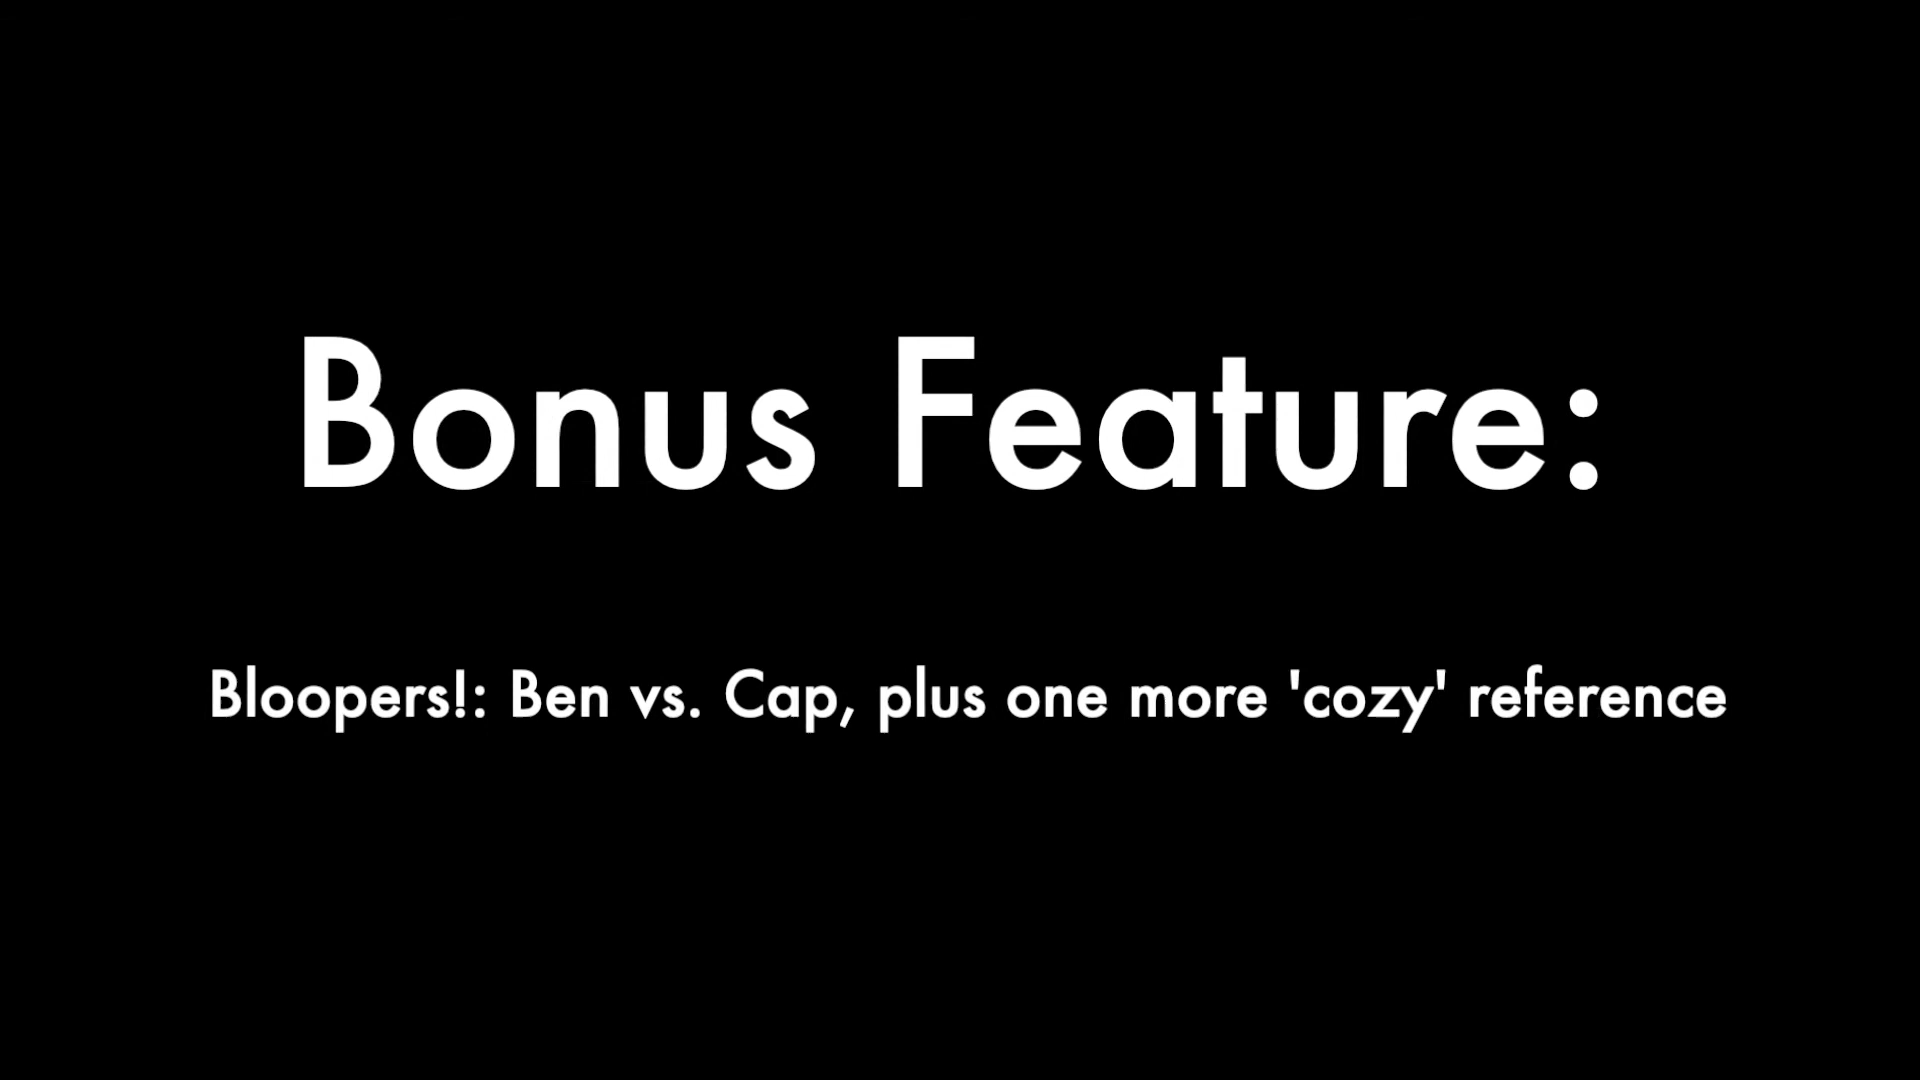 Bonus Feature:
Bloopers!: Ben vs. Cap, plus one more 'cozy' reference